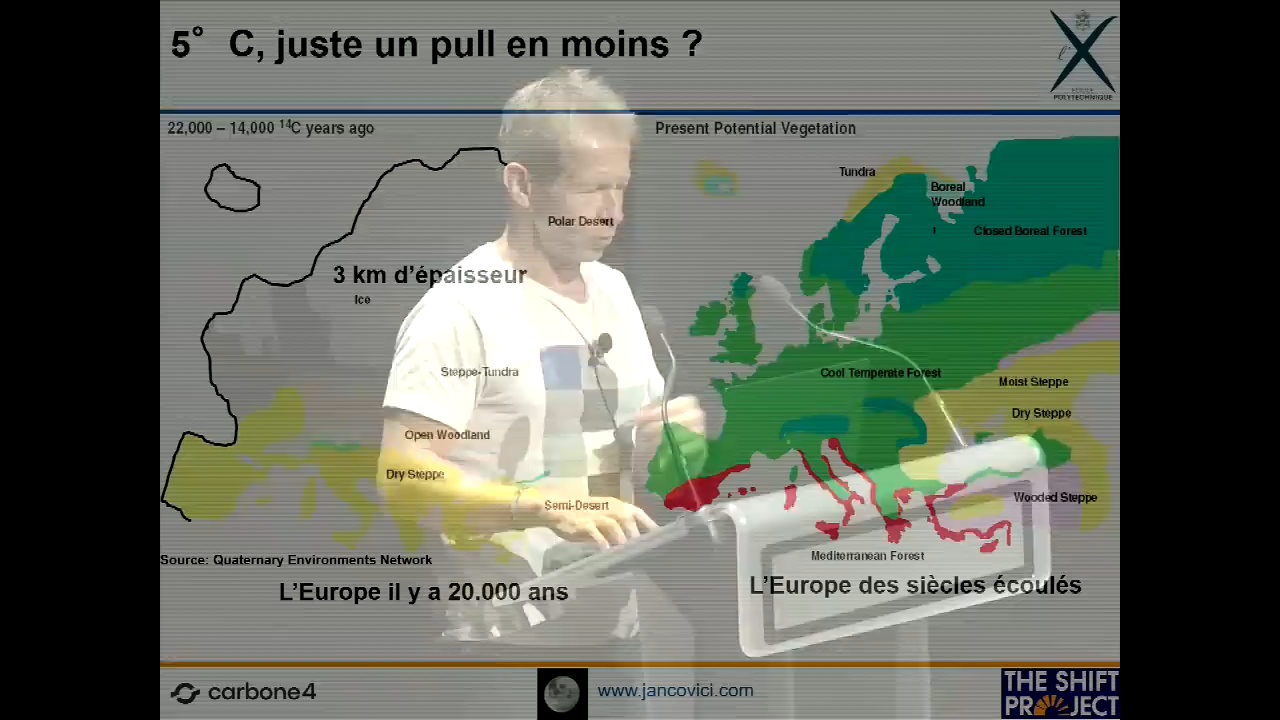 5° C, juste un pull en moins ?
ECOLE
POLYTECHNIQUE
22,000 – 14,000 ¹⁴C years ago
Present Potential Vegetation
Tundra
Boreal
Woodland
Polar Desert
Closed Boreal Forest
3 km d’épaisseur
Ice
Steppe-Tundra
Cool Temperate Forest
Moist Steppe
Dry Steppe
Open Woodland
Dry Steppe
Semi-Desert
Wooded Steppe
Mediterranean Forest
Source: Quaternary Environments Network
L’Europe il y a 20.000 ans
L’Europe des siècles écoulés
carbone4
www.jancovici.com
THE SHIFT
PROJECT